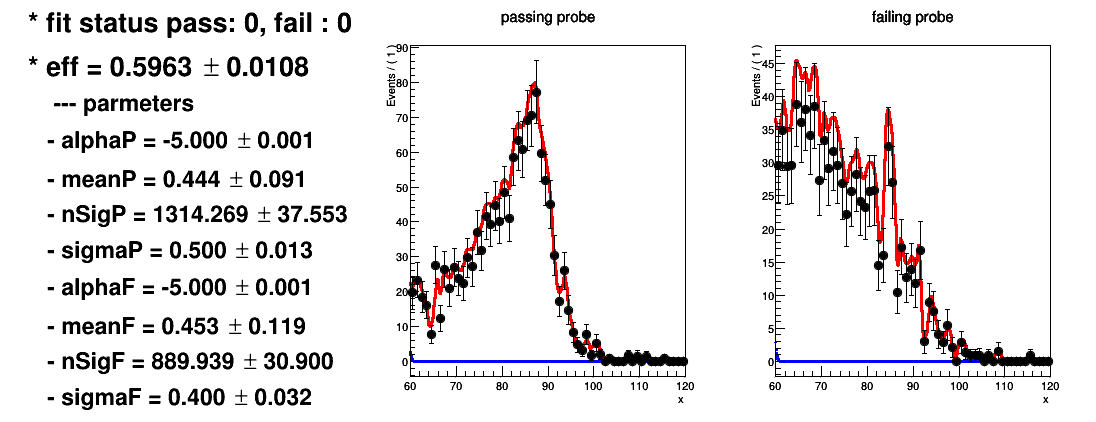 * fit status pass: 0, fail : 0
* eff = 0.5963 ± 0.0108
--- parmeters
- alphaP = -5.000 ± 0.001
- meanP = 0.444 ± 0.091
- nSigP = 1314.269 ± 37.553
- sigmaP = 0.500 ± 0.013
- alphaF = -5.000 ± 0.001
- meanF = 0.453 ± 0.119
- nSigF = 889.939 ± 30.900
- sigmaF = 0.400 ± 0.032
passing probe
Events / ( 1 )
90
80
70
60
50
40
30
20
10
0
60 70 80 90 100 110 120
x
failing probe
Events / ( 1 )
45
40
35
30
25
20
15
10
5
0
60 70 80 90 100 110 120
x